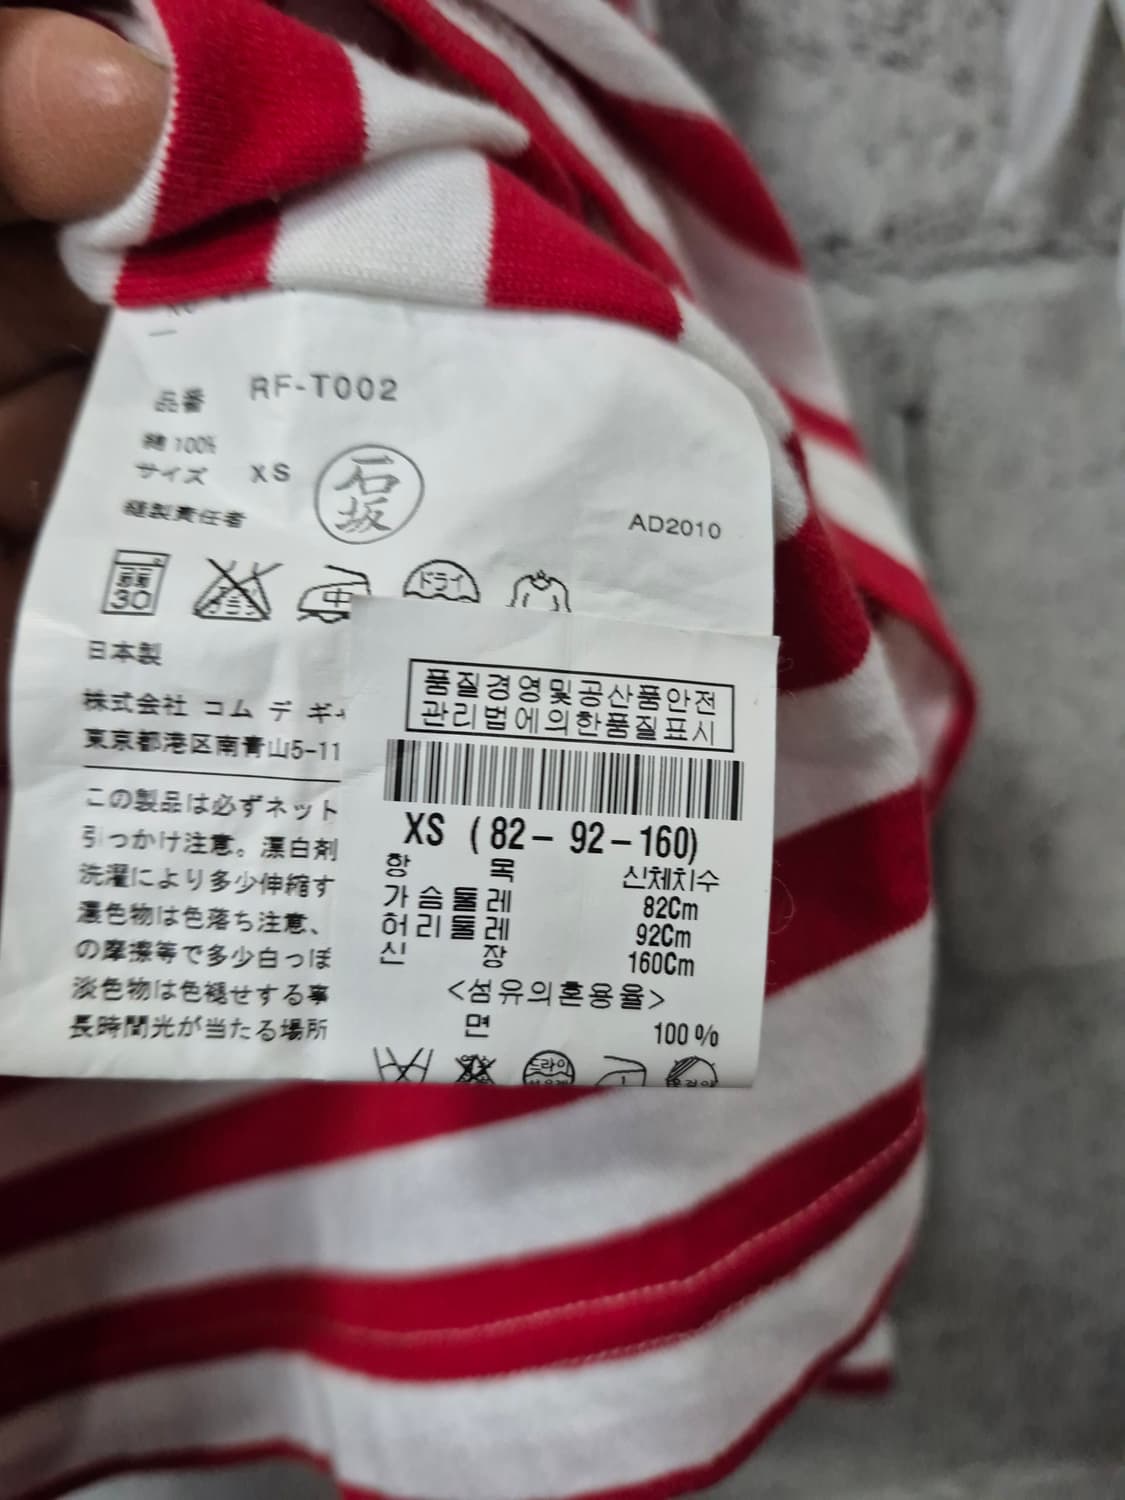 品番 RF-T002
綿 100%
サイズ XS
縫製責任者
石坂
AD2010
30
中
ドライ
日本製
株式会社 コム デ ギャ
東京都港区南青山5-11
この製品は必ずネット
引っかけ注意。漂白剤
洗濯により多少伸縮す
濃色物は色落ち注意、
の摩擦等で多少白っぽ
淡色物は色褪せする事
長時間光が当たる場所
품질경영및공산품안전
관리법에의한품질표시
XS (82-92-160)
항 목 신체치수
가슴둘레 82Cm
허리둘레 92Cm
신 장 160Cm
<섬유의혼용율>
면 100%
드라이